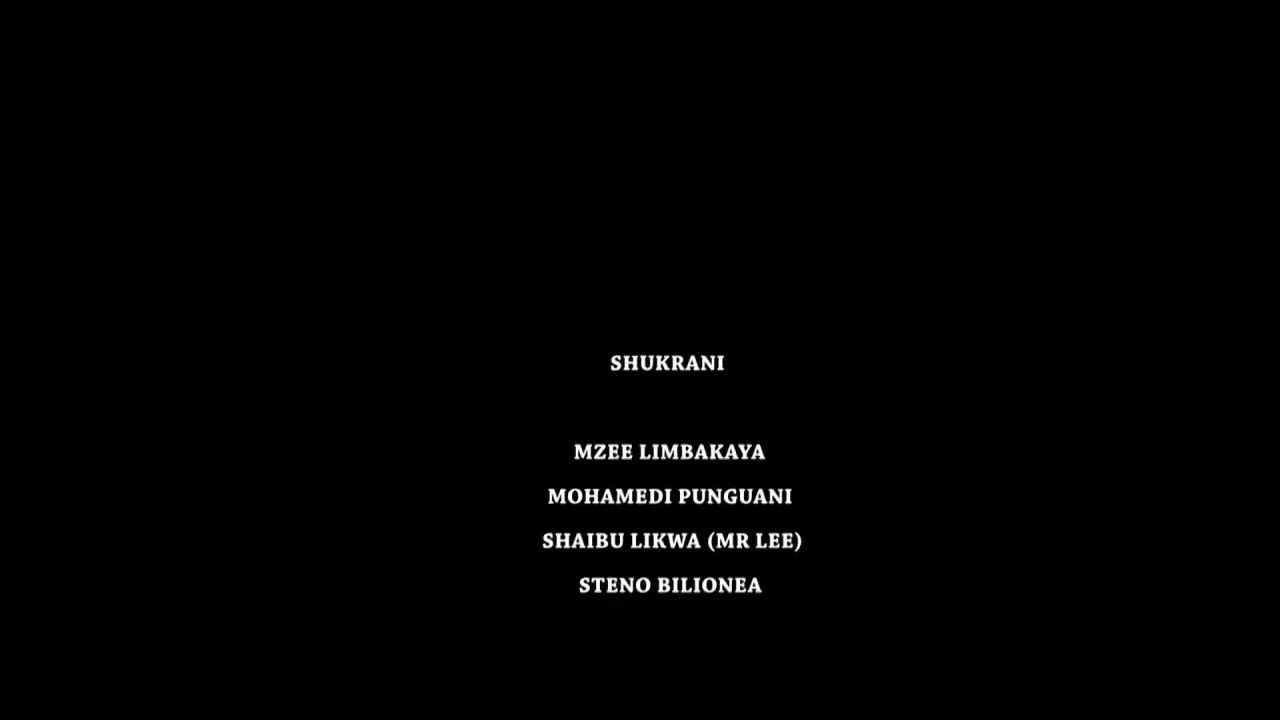 SHUKRANI
MZEE LIMBAKAYA
MOHAMEDI PUNGUANI
SHAIBU LIKWA (MR LEE)
STENO BILIONEA